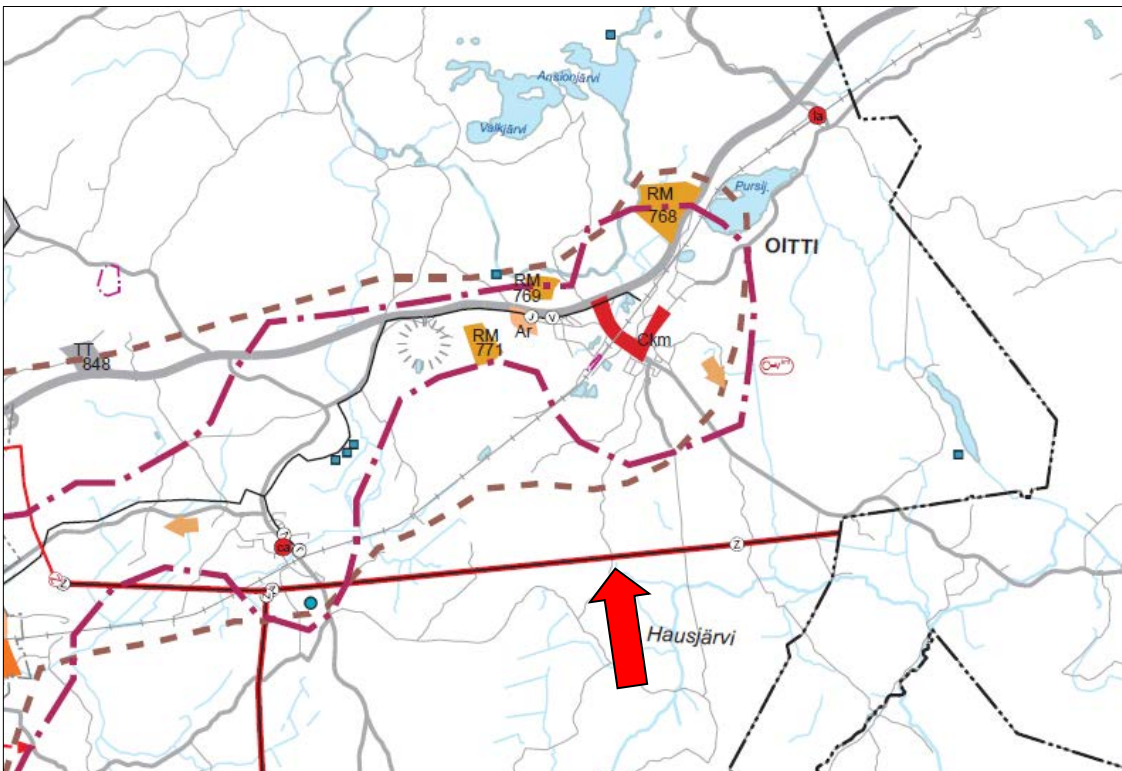 Ansionjärvi
Valkjärvi
la
RM
768
Pursij.
OITTI
RM
769
J
V
Ar
Ckm
RM
771
TT
848
ca
Z
Hausjärvi